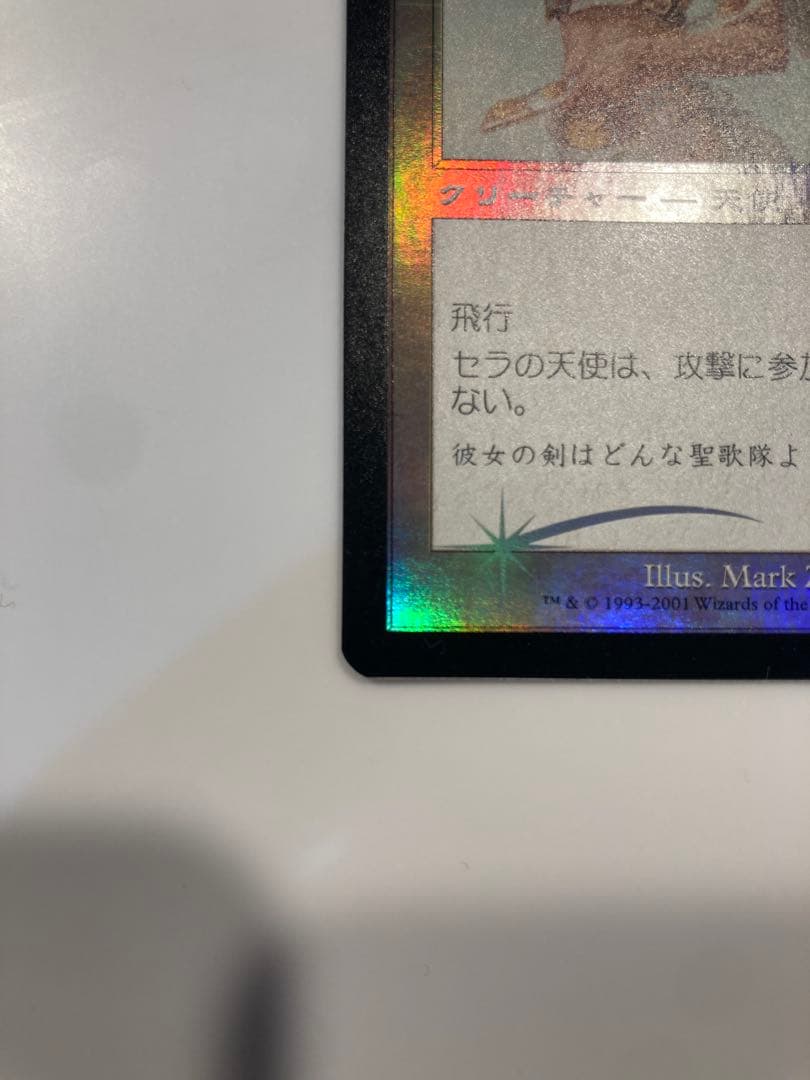 クリーチャー — 天使
飛行
セラの天使は、攻撃に参加
ない。
彼女の剣はどんな聖歌隊よ
Illus. Mark
™ & © 1993-2001 Wizards of the